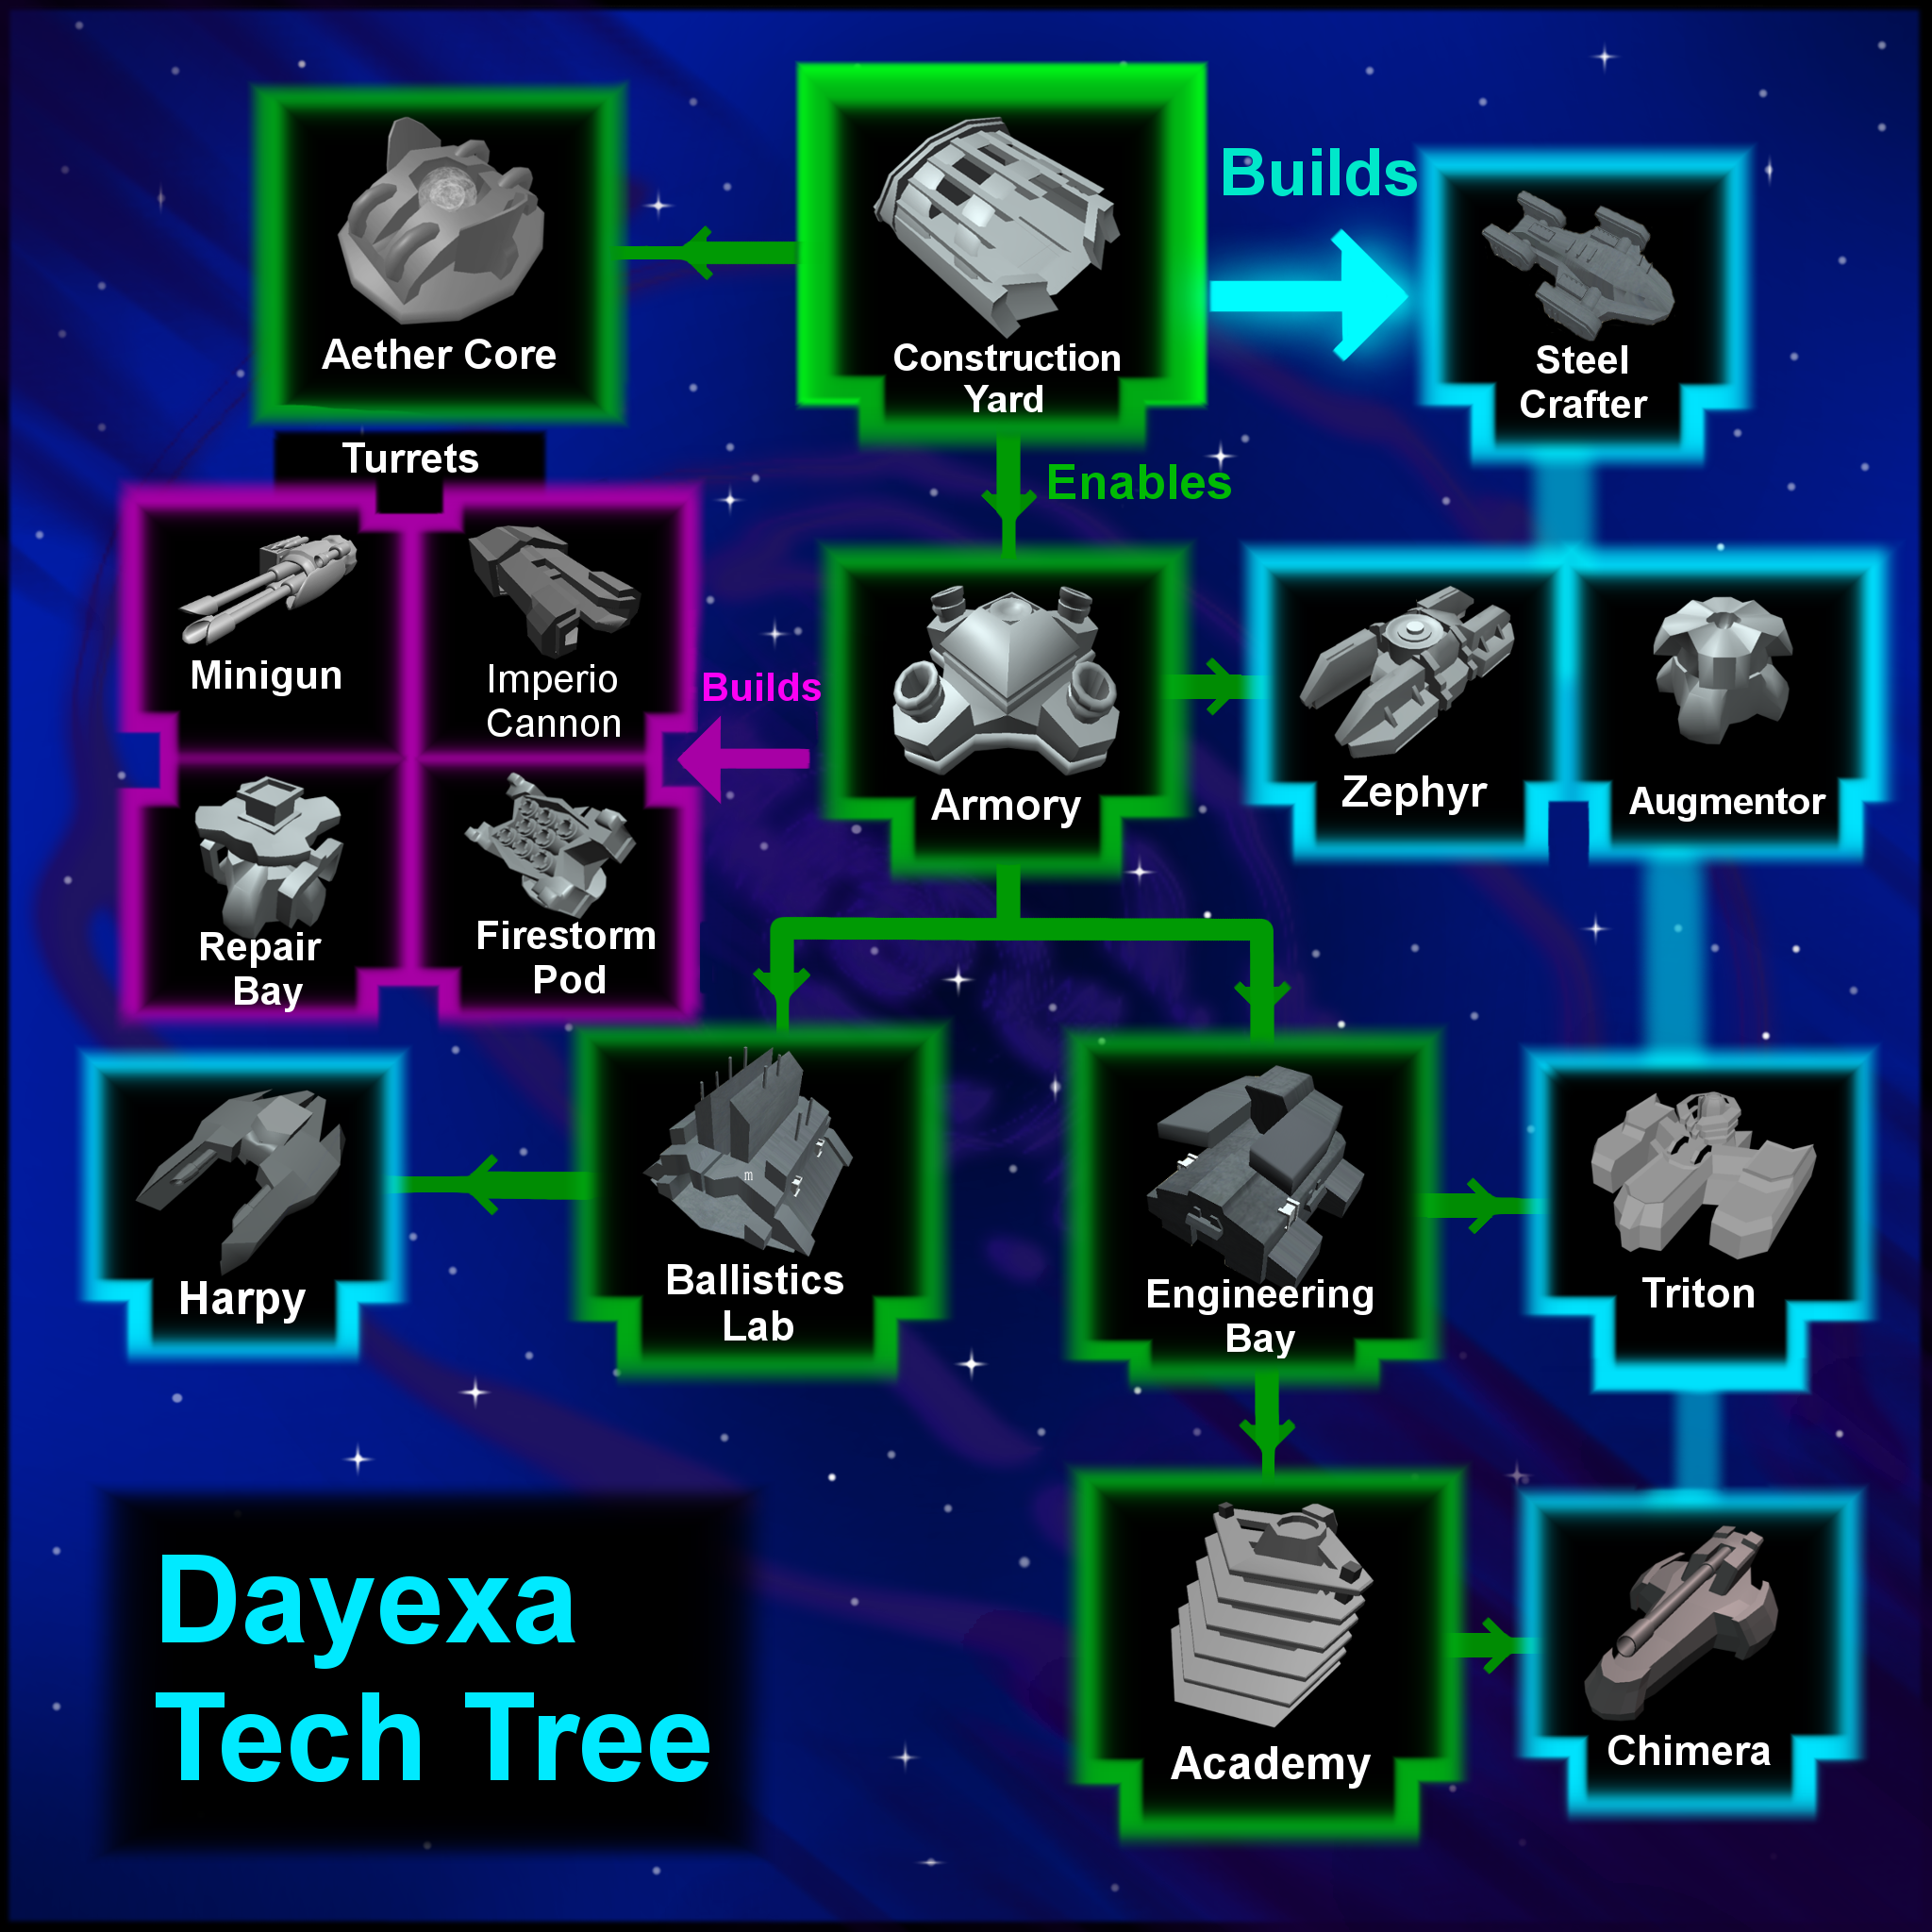 Builds
Aether Core
Construction
Yard
Steel
Crafter
Turrets
Enables
Minigun
Imperio
Cannon
Builds
Zephyr
Augmentor
Armory
Repair
Bay
Firestorm
Pod
m
Harpy
Ballistics
Lab
Engineering
Bay
Triton
Dayexa
Tech Tree
Academy
Chimera